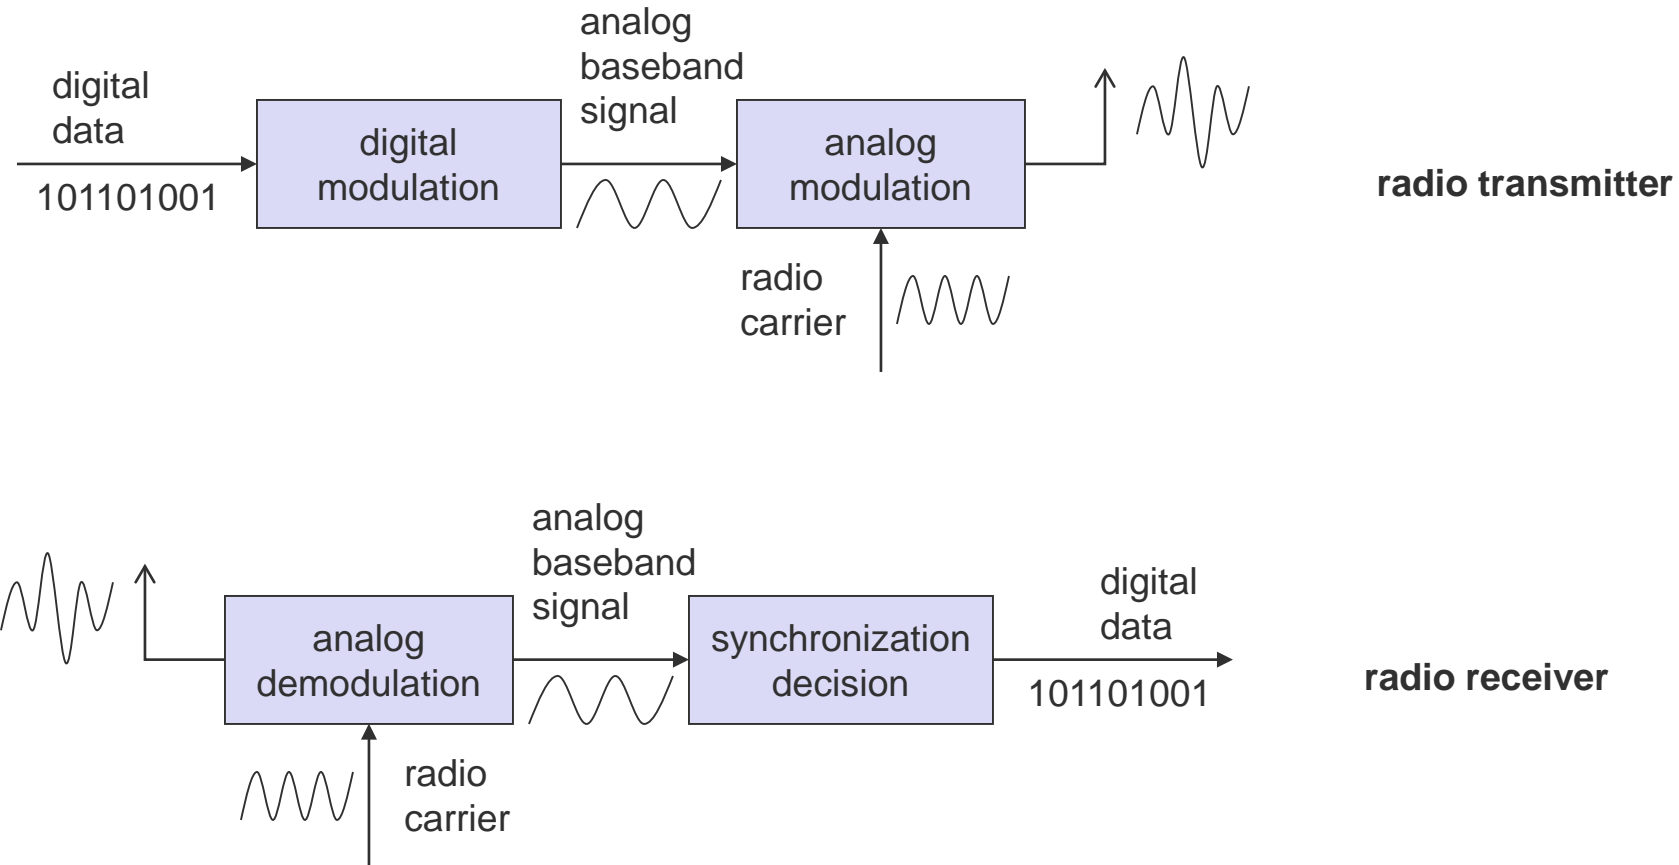 analog
baseband
signal
digital
data
101101001
digital
modulation
analog
modulation
radio transmitter
radio
carrier
analog
baseband
signal
analog
demodulation
synchronization
decision
digital
data
101101001
radio receiver
radio
carrier